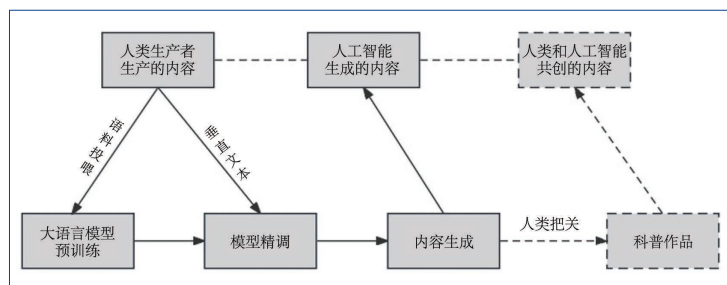 人类生产者
生产的内容
人工智能
生成的内容
人类和人工智能
共创的内容
语料投喂
垂直文本
大语言模型
预训练
模型精调
内容生成
人类把关
科普作品